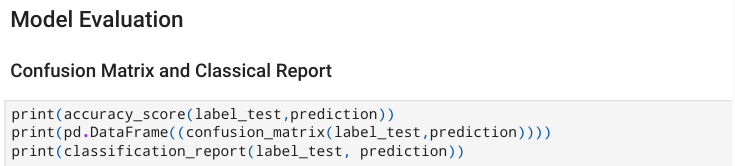 Model Evaluation
Confusion Matrix and Classical Report
print(accuracy_score(label_test,prediction))
print(pd.DataFrame((confusion_matrix(label_test,prediction))))
print(classification_report(label_test, prediction))